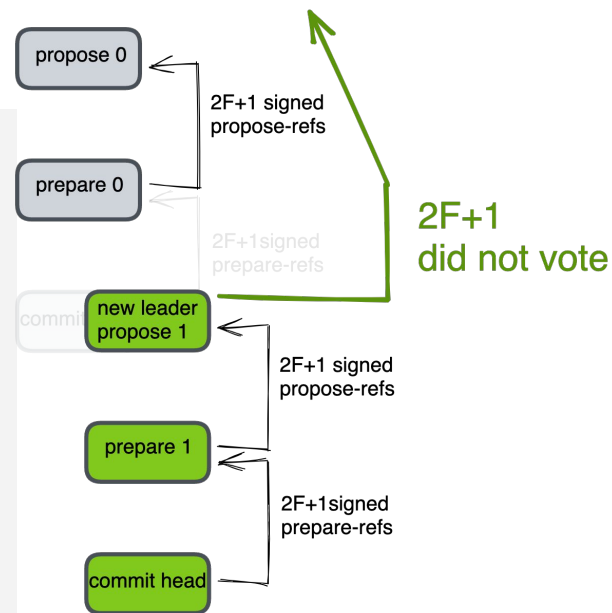 propose 0
2F+1 signed
propose-refs
prepare 0
2F+1
did not vote
2F+1signed
prepare-refs
commit
new leader
propose 1
2F+1 signed
propose-refs
prepare 1
2F+1signed
prepare-refs
commit head